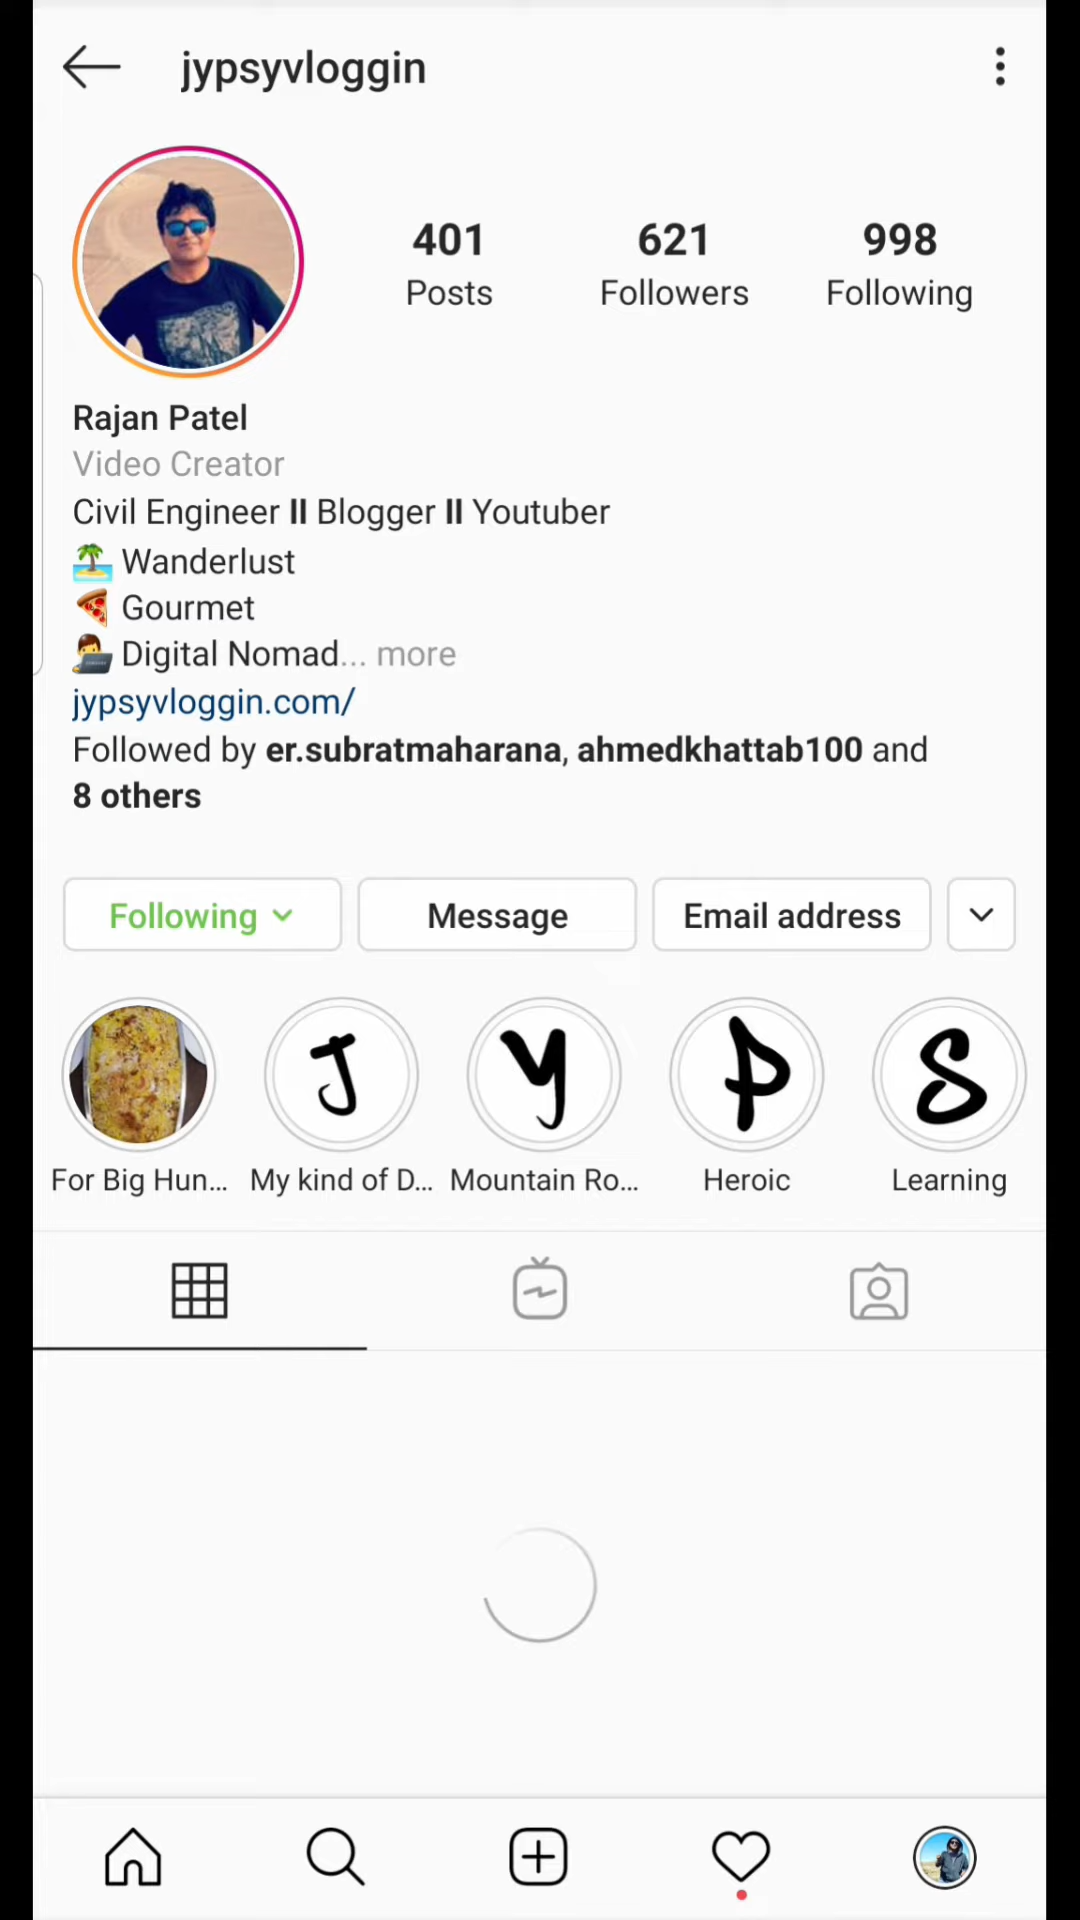 jypsyvloggin
401 621 998
Posts Followers Following
Rajan Patel
Video Creator
Civil Engineer II Blogger II Youtuber
🏝 Wanderlust
🍕 Gourmet
👨‍💻 Digital Nomad... more
jypsyvloggin.com/
Followed by er.subratmaharana, ahmedkhattab100 and
8 others
Following Message Email address
J Y P S
For Big Hun... My kind of D... Mountain Ro... Heroic Learning